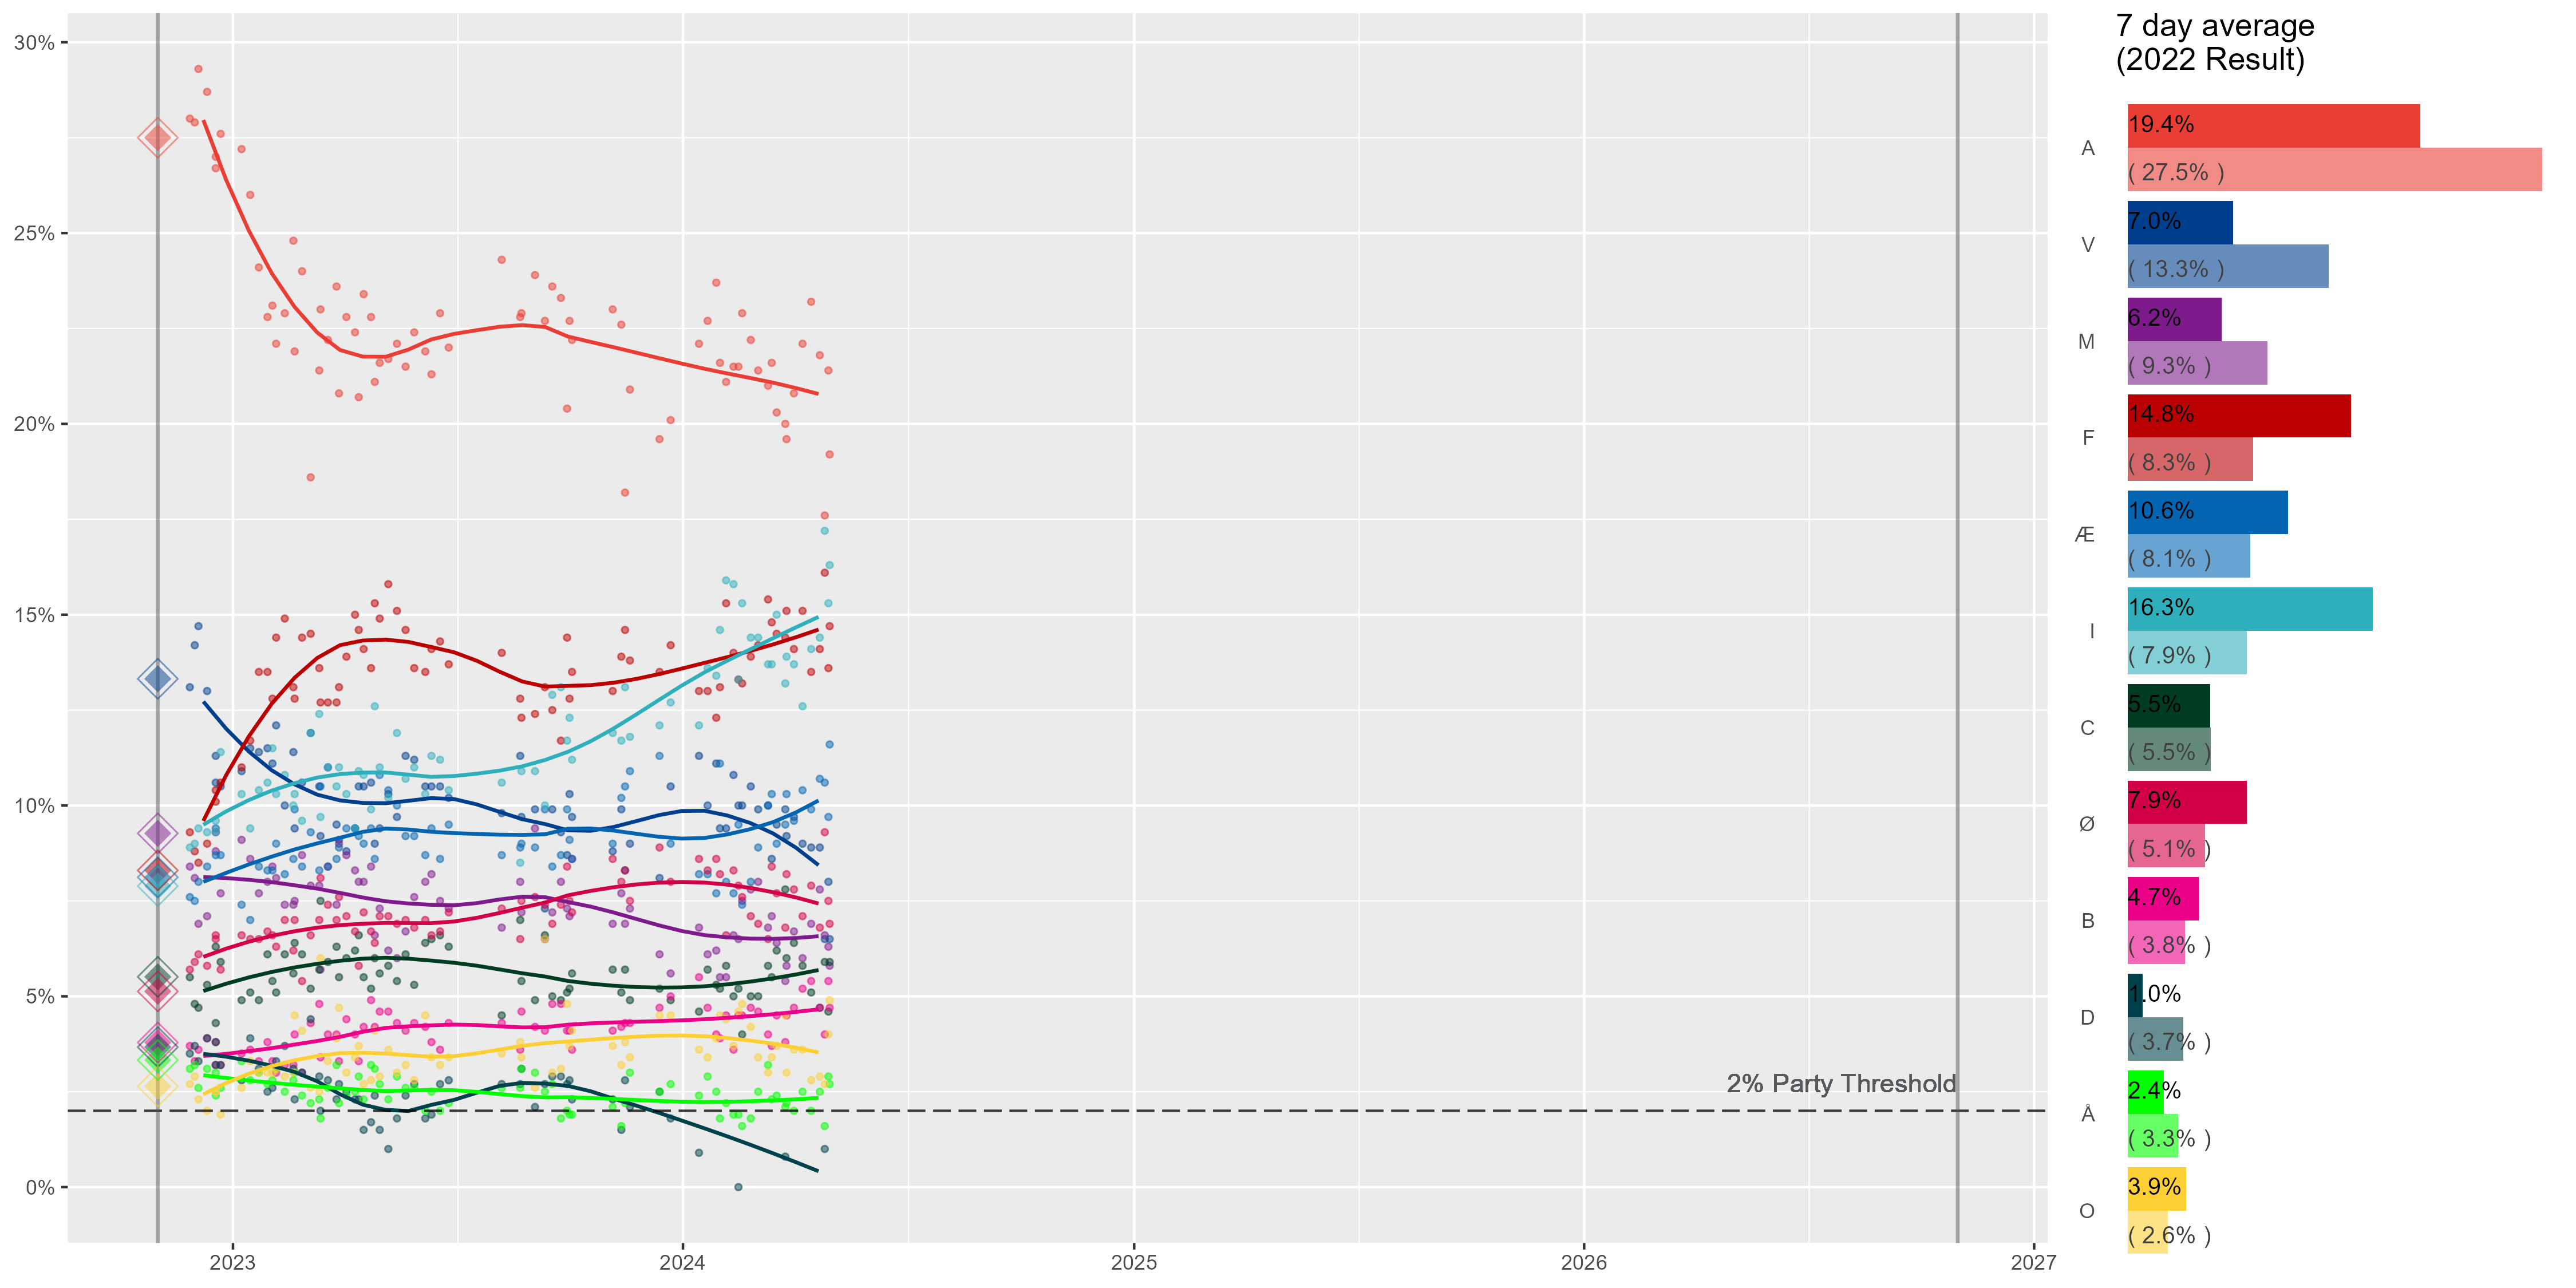 30%
25%
20%
15%
10%
5%
0%
2% Party Threshold
2023
2024
2025
2026
2027
7 day average
(2022 Result)
A
19.4%
( 27.5% )
V
7.0%
( 13.3% )
M
6.2%
( 9.3% )
F
14.8%
( 8.3% )
Æ
10.6%
( 8.1% )
I
16.3%
( 7.9% )
C
5.5%
( 5.5% )
Ø
7.9%
( 5.1% )
B
4.7%
( 3.8% )
D
1.0%
( 3.7% )
Å
2.4%
( 3.3% )
O
3.9%
( 2.6% )